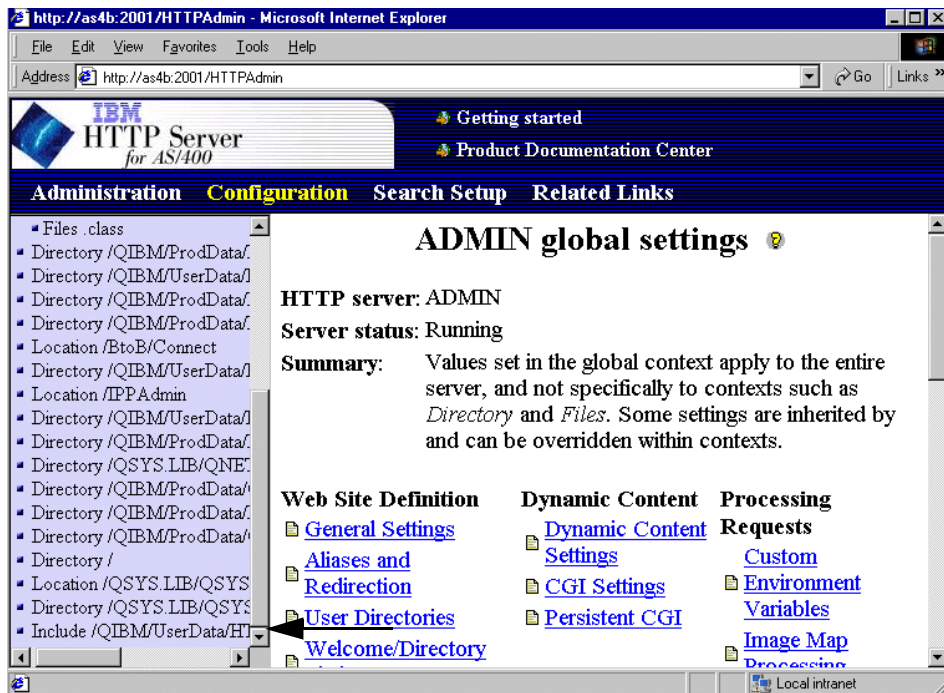 http://as4b:2001/HTTPAdmin - Microsoft Internet Explorer
File Edit View Favorites Tools Help
Address http://as4b:2001/HTTPAdmin Go Links »
IBM
HTTP Server
for AS/400
Getting started
Product Documentation Center
Administration Configuration Search Setup Related Links
Files .class
Directory /QIBM/ProdData/
Directory /QIBM/UserData/
Directory /QIBM/ProdData/
Directory /QIBM/ProdData/
Location /BtoB/Connect
Directory /QIBM/UserData/
Location /IPPAdmin
Directory /QIBM/UserData/
Directory /QIBM/ProdData/
Directory /QSYS.LIB/QNE
Directory /QIBM/ProdData/
Directory /QIBM/ProdData/
Directory /QIBM/ProdData/
Directory /
Location /QSYS.LIB/QSYS
Directory /QSYS.LIB/QSYS
Include /QIBM/UserData/HT
ADMIN global settings
HTTP server: ADMIN
Server status: Running
Summary: Values set in the global context apply to the entire
server, and not specifically to contexts such as
Directory and Files. Some settings are inherited by
and can be overridden within contexts.
Web Site Definition
General Settings
Aliases and
Redirection
User Directories
Welcome/Directory
Dynamic Content
Dynamic Content
Settings
CGI Settings
Persistent CGI
Processing
Requests
Custom
Environment
Variables
Image Map
Processing
Local intranet